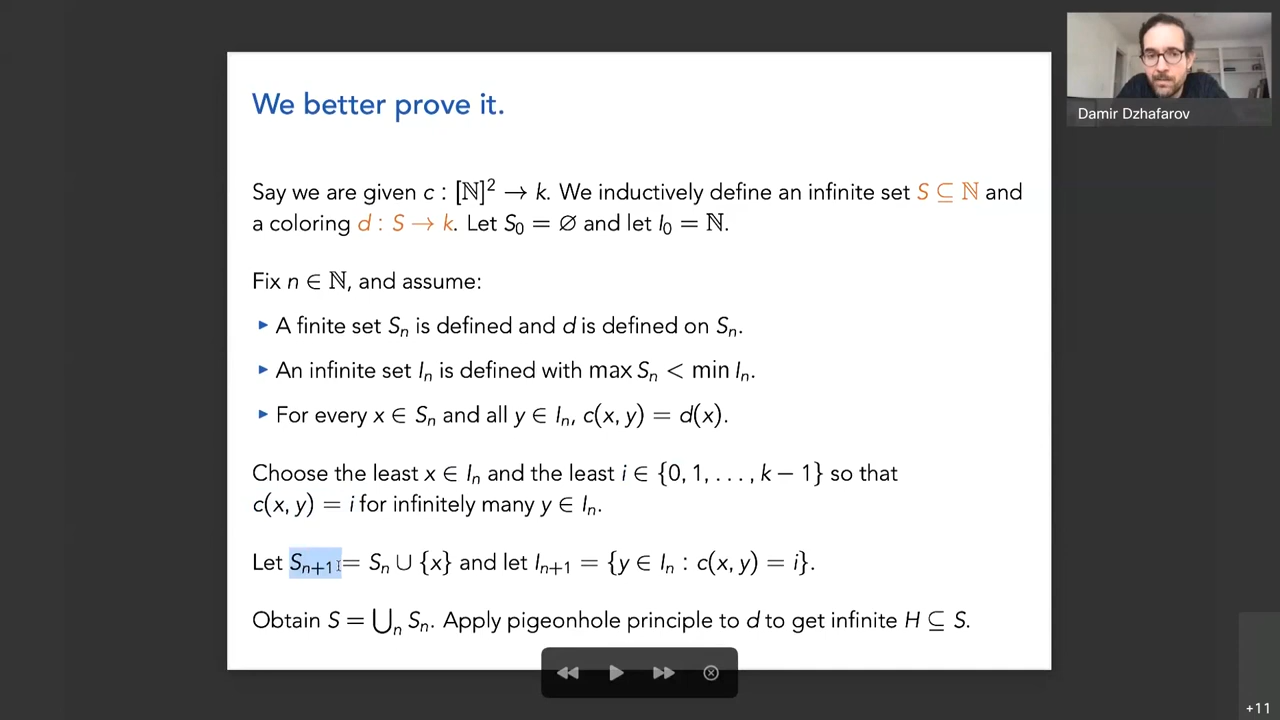 We better prove it.
Say we are given c : [ℕ]² → k. We inductively define an infinite set S ⊆ ℕ and
a coloring d : S → k. Let S₀ = ∅ and let I₀ = ℕ.
Fix n ∈ ℕ, and assume:
▸ A finite set Sₙ is defined and d is defined on Sₙ.
▸ An infinite set Iₙ is defined with max Sₙ < min Iₙ.
▸ For every x ∈ Sₙ and all y ∈ Iₙ, c(x, y) = d(x).
Choose the least x ∈ Iₙ and the least i ∈ {0, 1, . . . , k − 1} so that
c(x, y) = i for infinitely many y ∈ Iₙ.
Let Sₙ₊₁ = Sₙ ∪ {x} and let Iₙ₊₁ = {y ∈ Iₙ : c(x, y) = i}.
Obtain S = ⋃ₙ Sₙ. Apply pigeonhole principle to d to get infinite H ⊆ S.
Damir Dzhafarov
+11